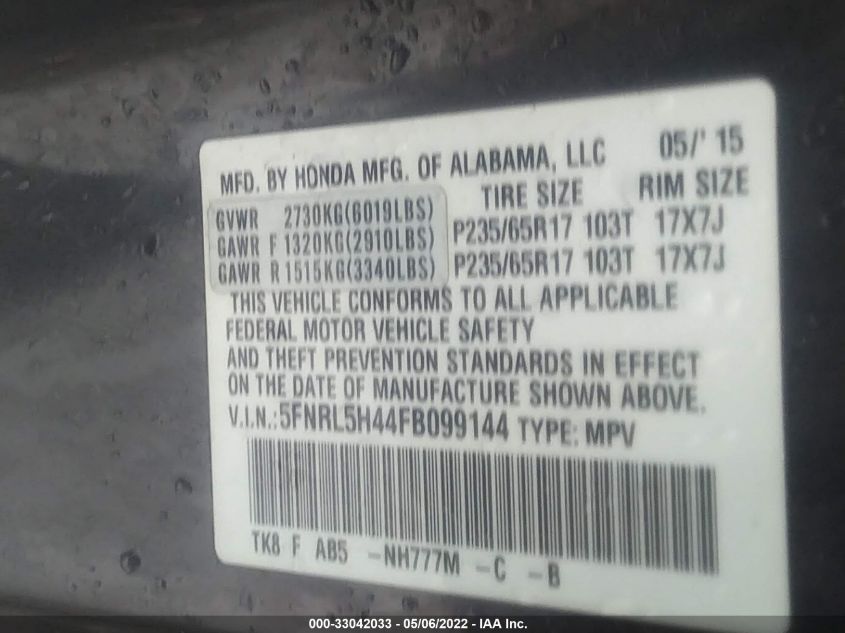 MFD. BY HONDA MFG. OF ALABAMA, LLC 05/' 15
TIRE SIZE RIM SIZE
GVWR 2730KG(6019LBS)
GAWR F 1320KG(2910LBS) P235/65R17 103T 17X7J
GAWR R 1515KG(3340LBS) P235/65R17 103T 17X7J
THIS VEHICLE CONFORMS TO ALL APPLICABLE
FEDERAL MOTOR VEHICLE SAFETY
AND THEFT PREVENTION STANDARDS IN EFFECT
ON THE DATE OF MANUFACTURE SHOWN ABOVE.
V.I.N.:5FNRL5H44FB099144 TYPE: MPV
TK8 F AB5 -NH777M -C -B
000-33042033 - 05/06/2022 - IAA Inc.